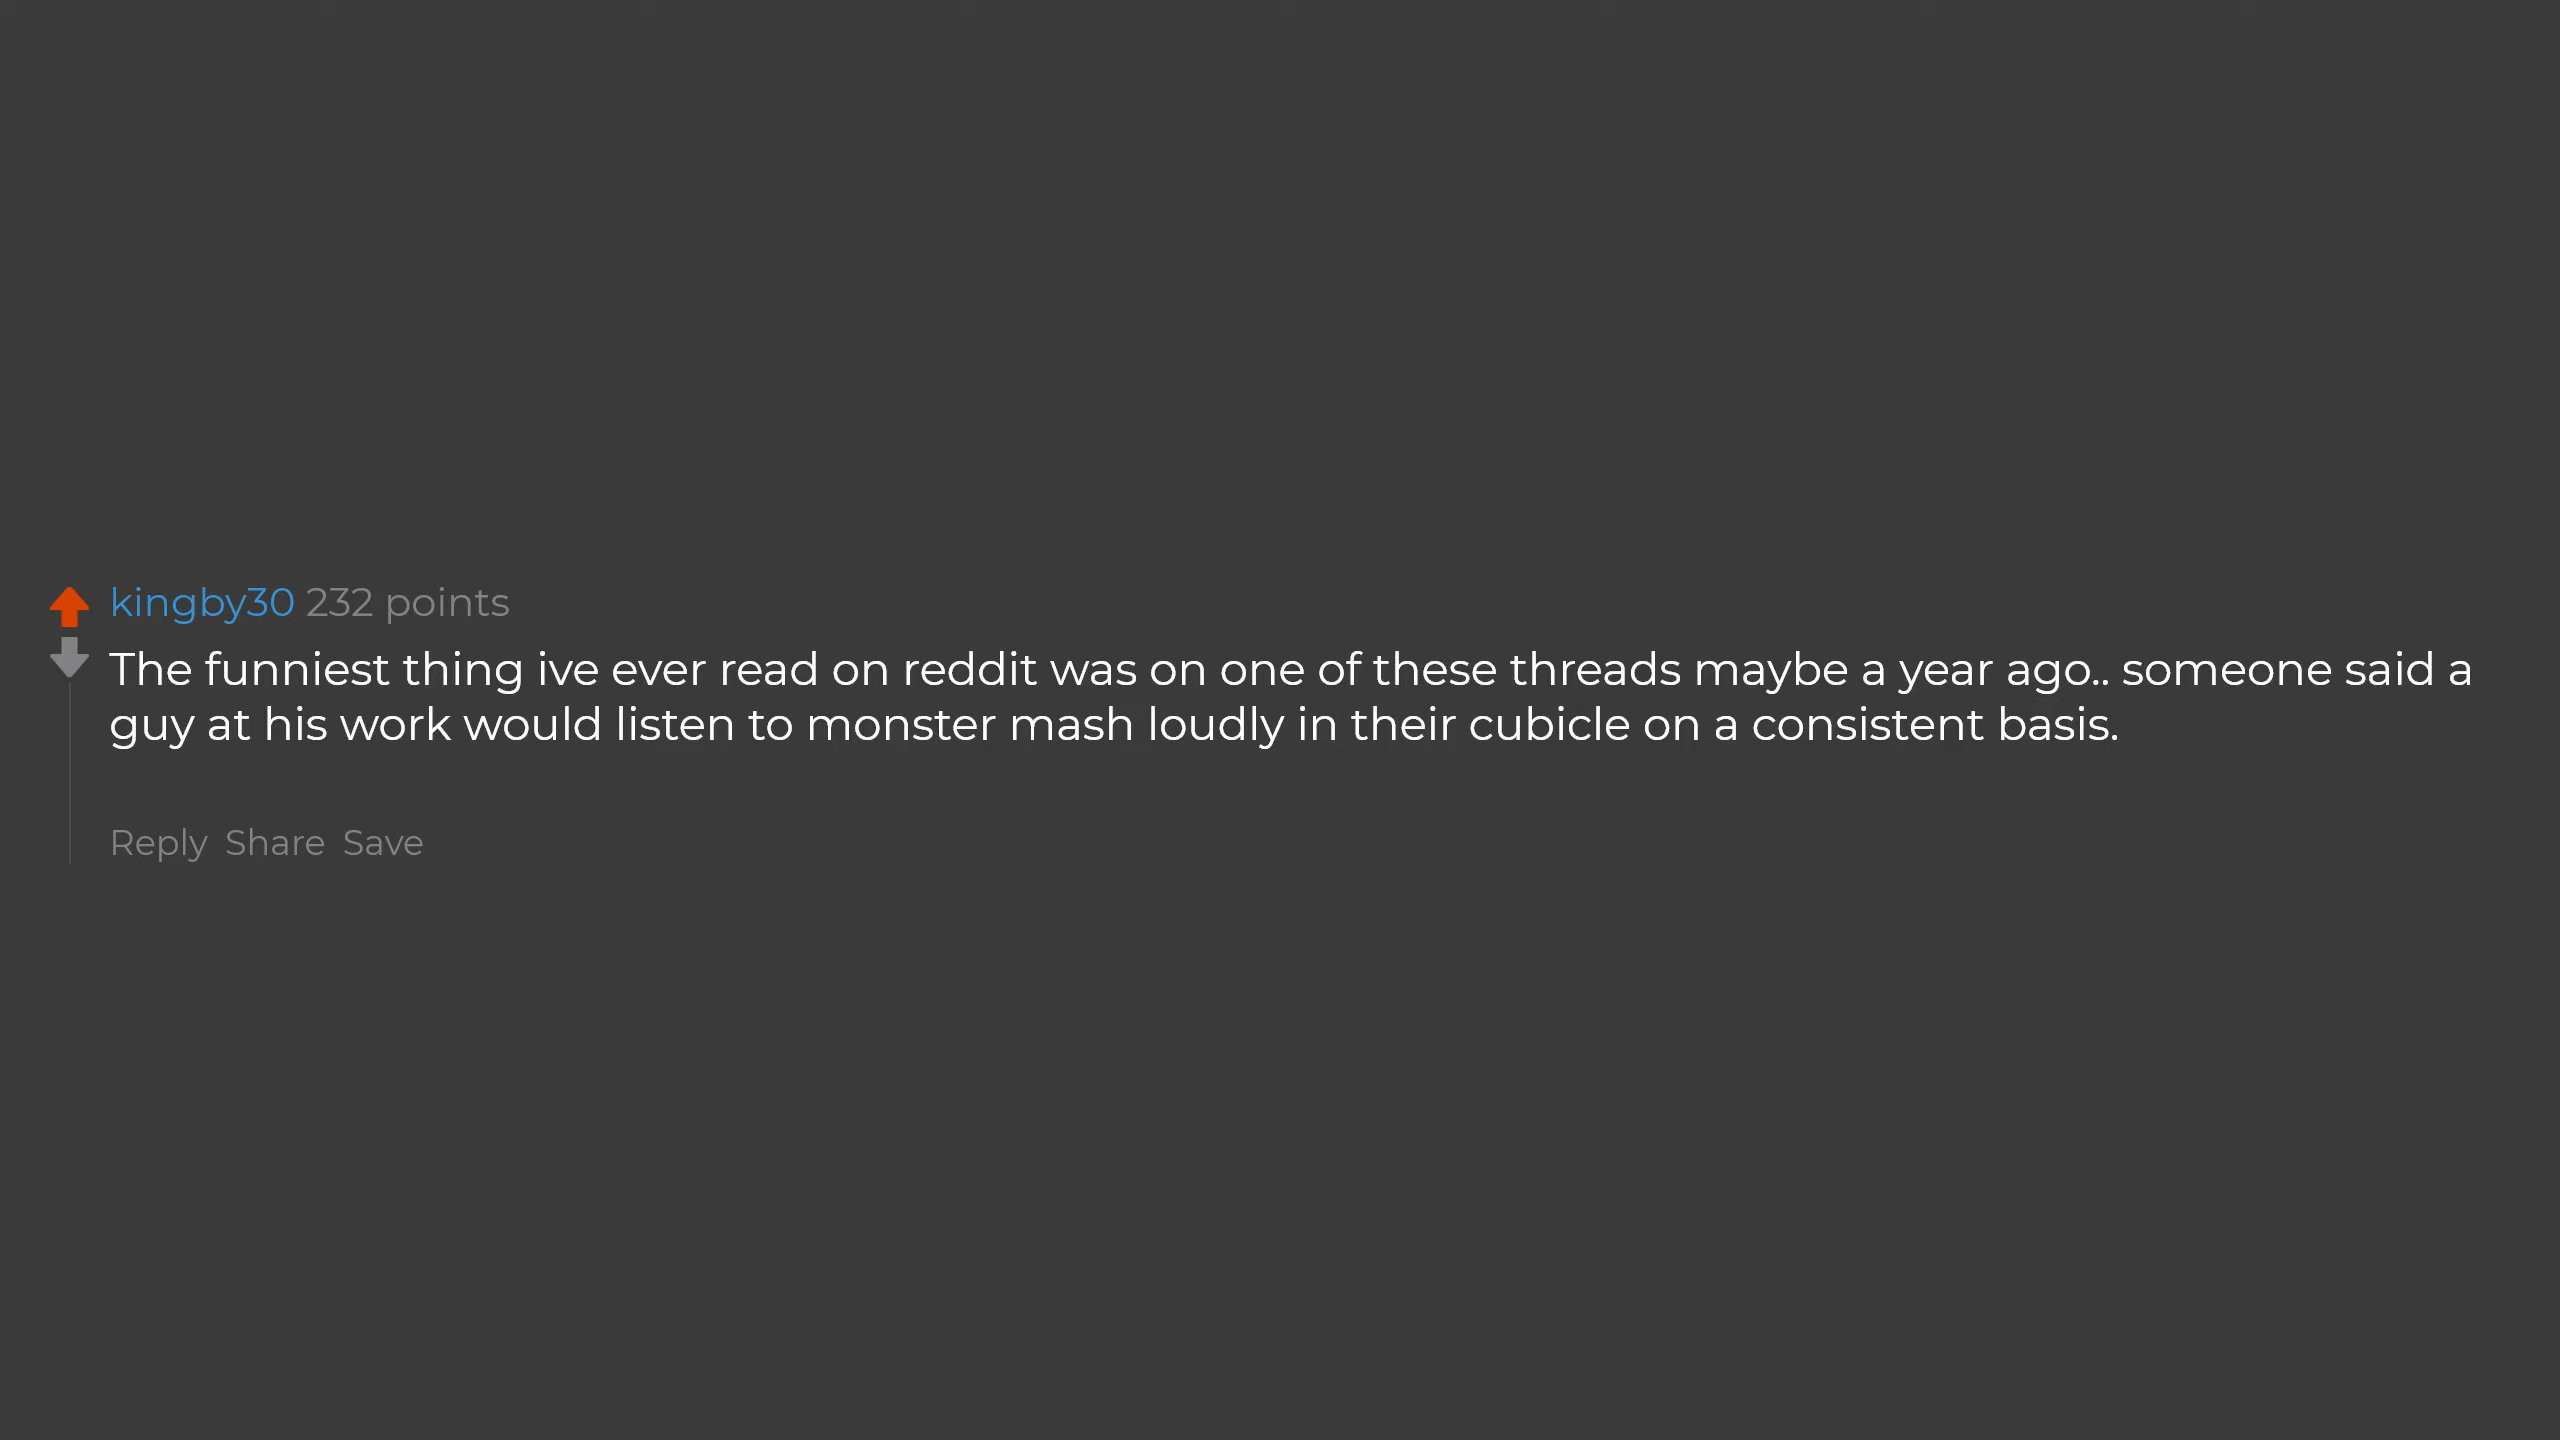 kingby30 232 points
The funniest thing ive ever read on reddit was on one of these threads maybe a year ago.. someone said a
guy at his work would listen to monster mash loudly in their cubicle on a consistent basis.
Reply Share Save